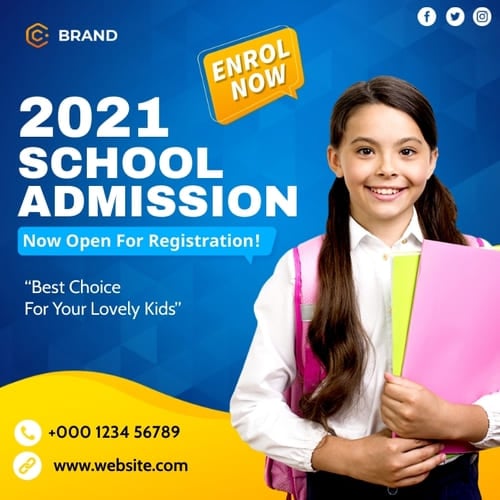 BRAND
ENROL
NOW
2021
SCHOOL
ADMISSION
Now Open For Registration!
“Best Choice
For Your Lovely Kids”
+000 1234 56789
www.website.com